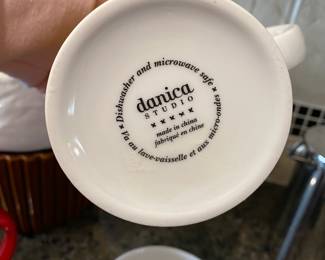 ★ Dishwasher and microwave safe ★
danica
STUDIO
★★★★★
made in china
fabriqué en chine
Va au lave-vaisselle et aux micro-ondes